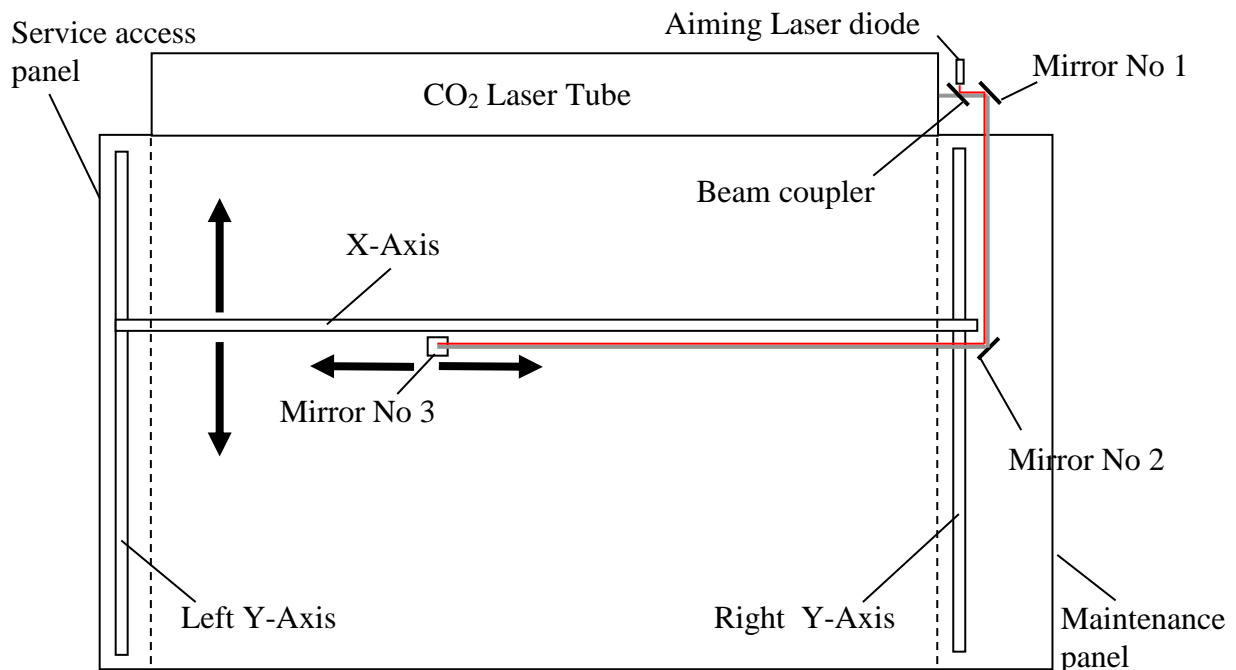 Service access
panel
Aiming Laser diode
Mirror No 1
CO₂ Laser Tube
Beam coupler
X-Axis
Mirror No 3
Mirror No 2
Left Y-Axis
Right Y-Axis
Maintenance
panel